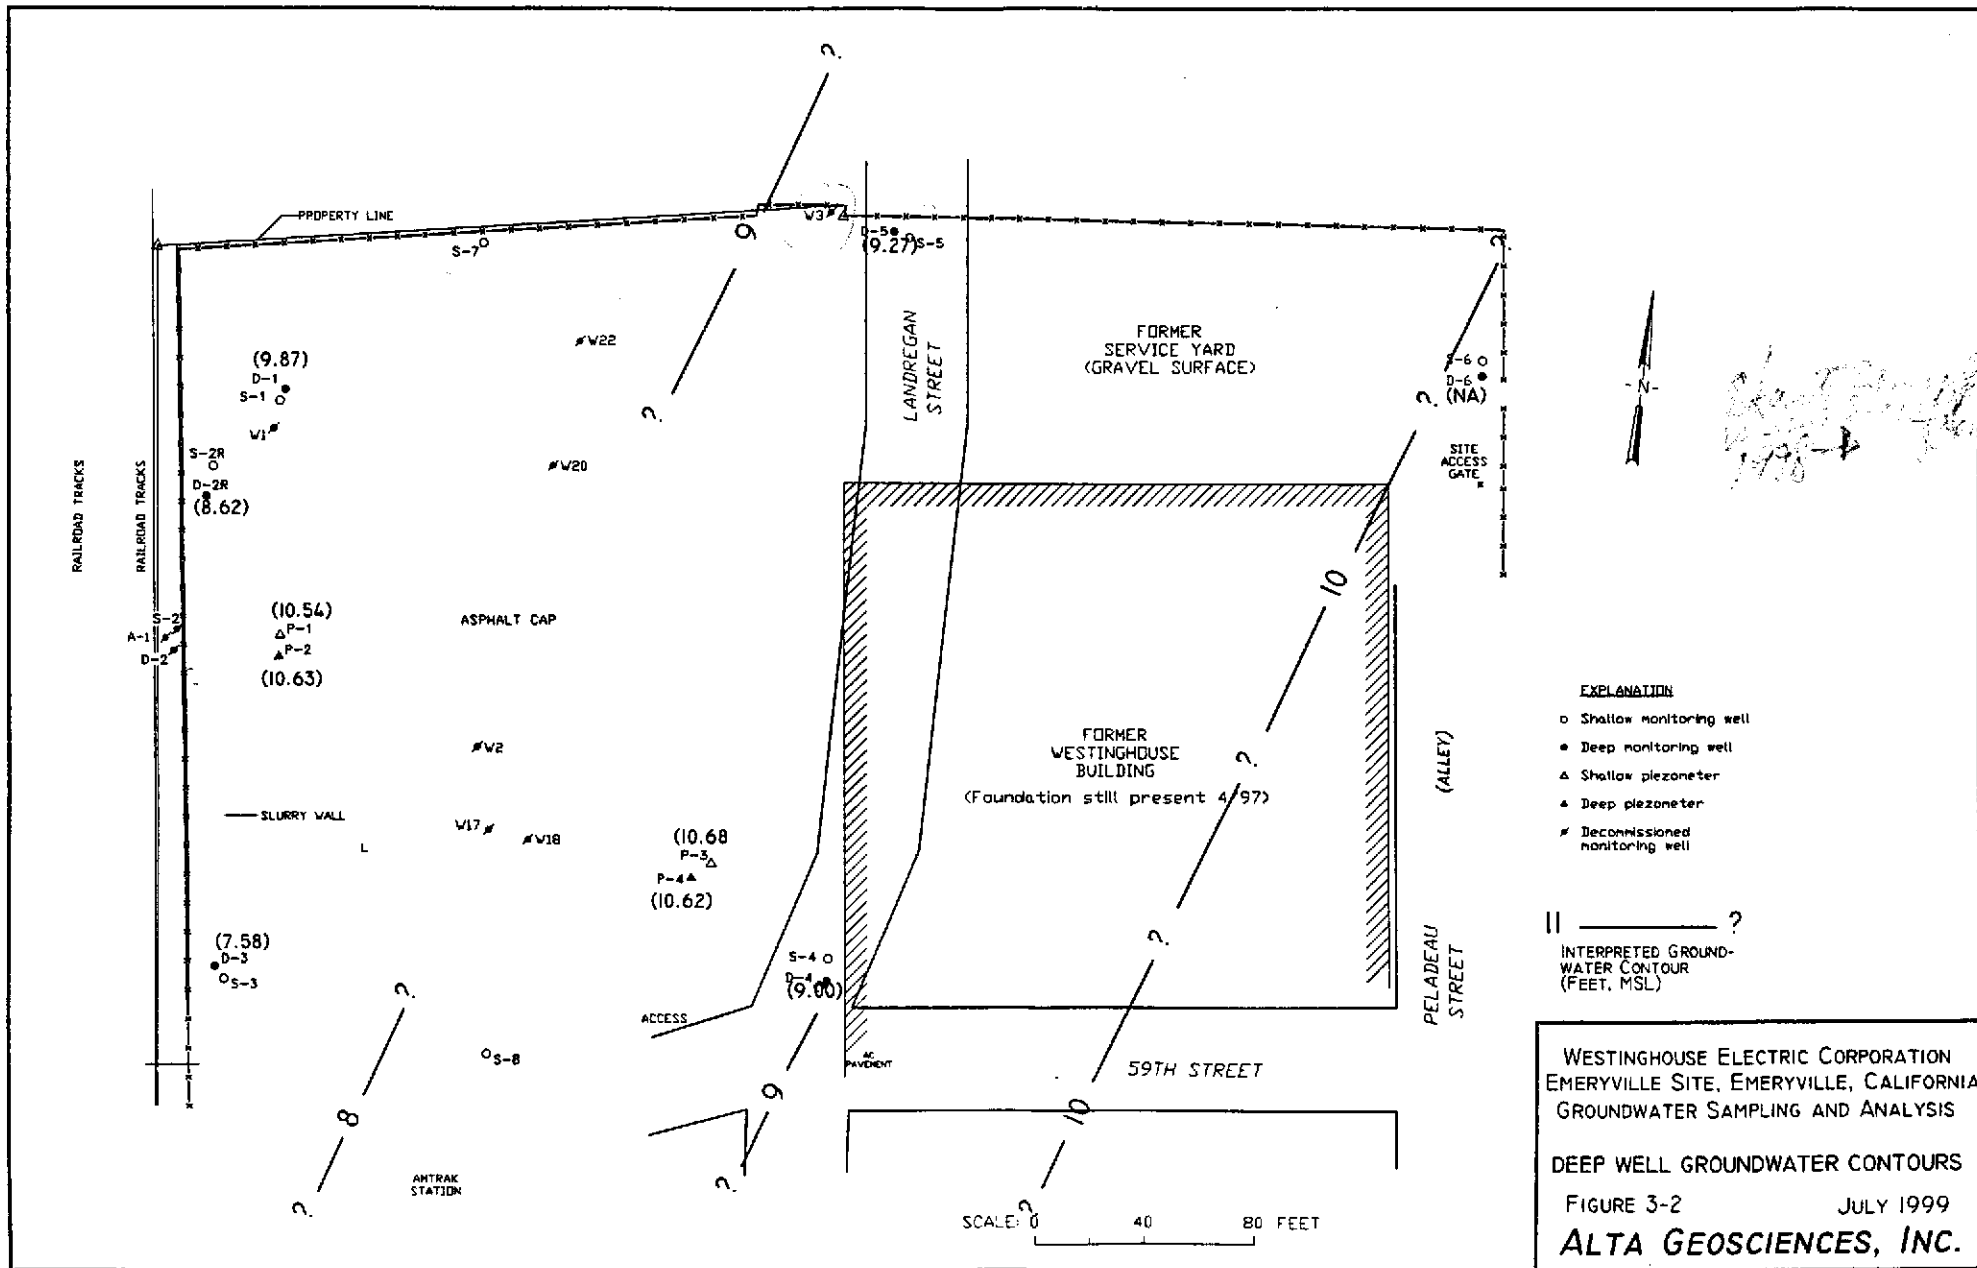 ?
PROPERTY LINE
W3
9
D-5
S-5
(9.27)
S-7
?
W22
(9.87)
D-1
S-1
W1
S-2R
D-2R
(8.62)
W20
?
LANDREGAN
STREET
FORMER
SERVICE YARD
(GRAVEL SURFACE)
S-6
D-6
(NA)
?
SITE
ACCESS
GATE
-N-
RAILROAD TRACKS
RAILROAD TRACKS
(10.54)
P-1
P-2
(10.63)
S-2
A-1
D-2
ASPHALT CAP
10
W2
SLURRY WALL
L
W17
W18
(10.68
P-3
P-4
(10.62)
FORMER
WESTINGHOUSE
BUILDING
(Foundation still present 4/97)
?
(ALLEY)
EXPLANATION
Shallow monitoring well
Deep monitoring well
Shallow piezometer
Deep piezometer
Decommissioned
monitoring well
11 ?
INTERPRETED GROUND-
WATER CONTOUR
(FEET, MSL)
(7.58)
D-3
S-3
?
S-4
D-4
(9.00)
?
PELADEAU
STREET
ACCESS
S-8
AC
PAVEMENT
59TH STREET
8
9
10
?
AMTRAK
STATION
?
?
SCALE: 0 40 80 FEET
WESTINGHOUSE ELECTRIC CORPORATION
EMERYVILLE SITE, EMERYVILLE, CALIFORNIA
GROUNDWATER SAMPLING AND ANALYSIS
DEEP WELL GROUNDWATER CONTOURS
FIGURE 3-2 JULY 1999
ALTA GEOSCIENCES, INC.